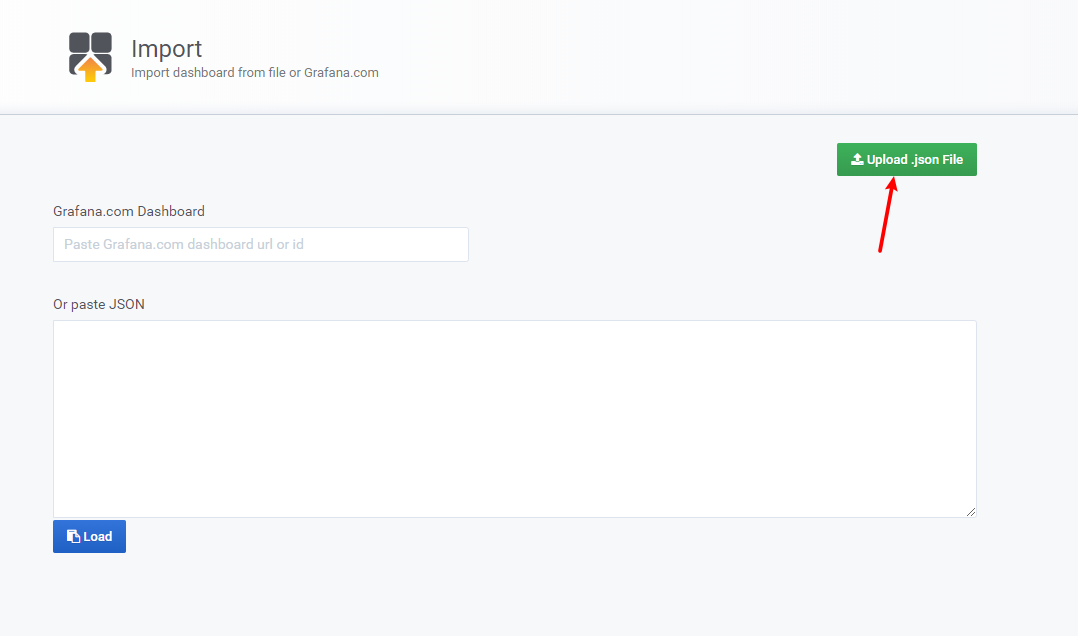 Import
Import dashboard from file or Grafana.com
Upload .json File
Grafana.com Dashboard
Paste Grafana.com dashboard url or id
Or paste JSON
Load